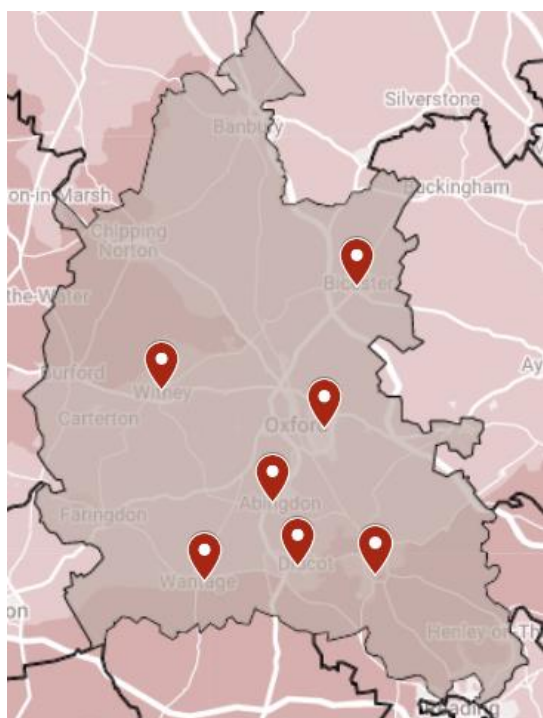 Silverstone
Banbury
Buckingham
on-in Marsh
Chipping
Norton
Bicester
the-Water
Ay
Burford
Witney
Carterton
Oxford
Abingdon
Faringdon
Didcot
Wantage
on
Henley-on-Th
Reading